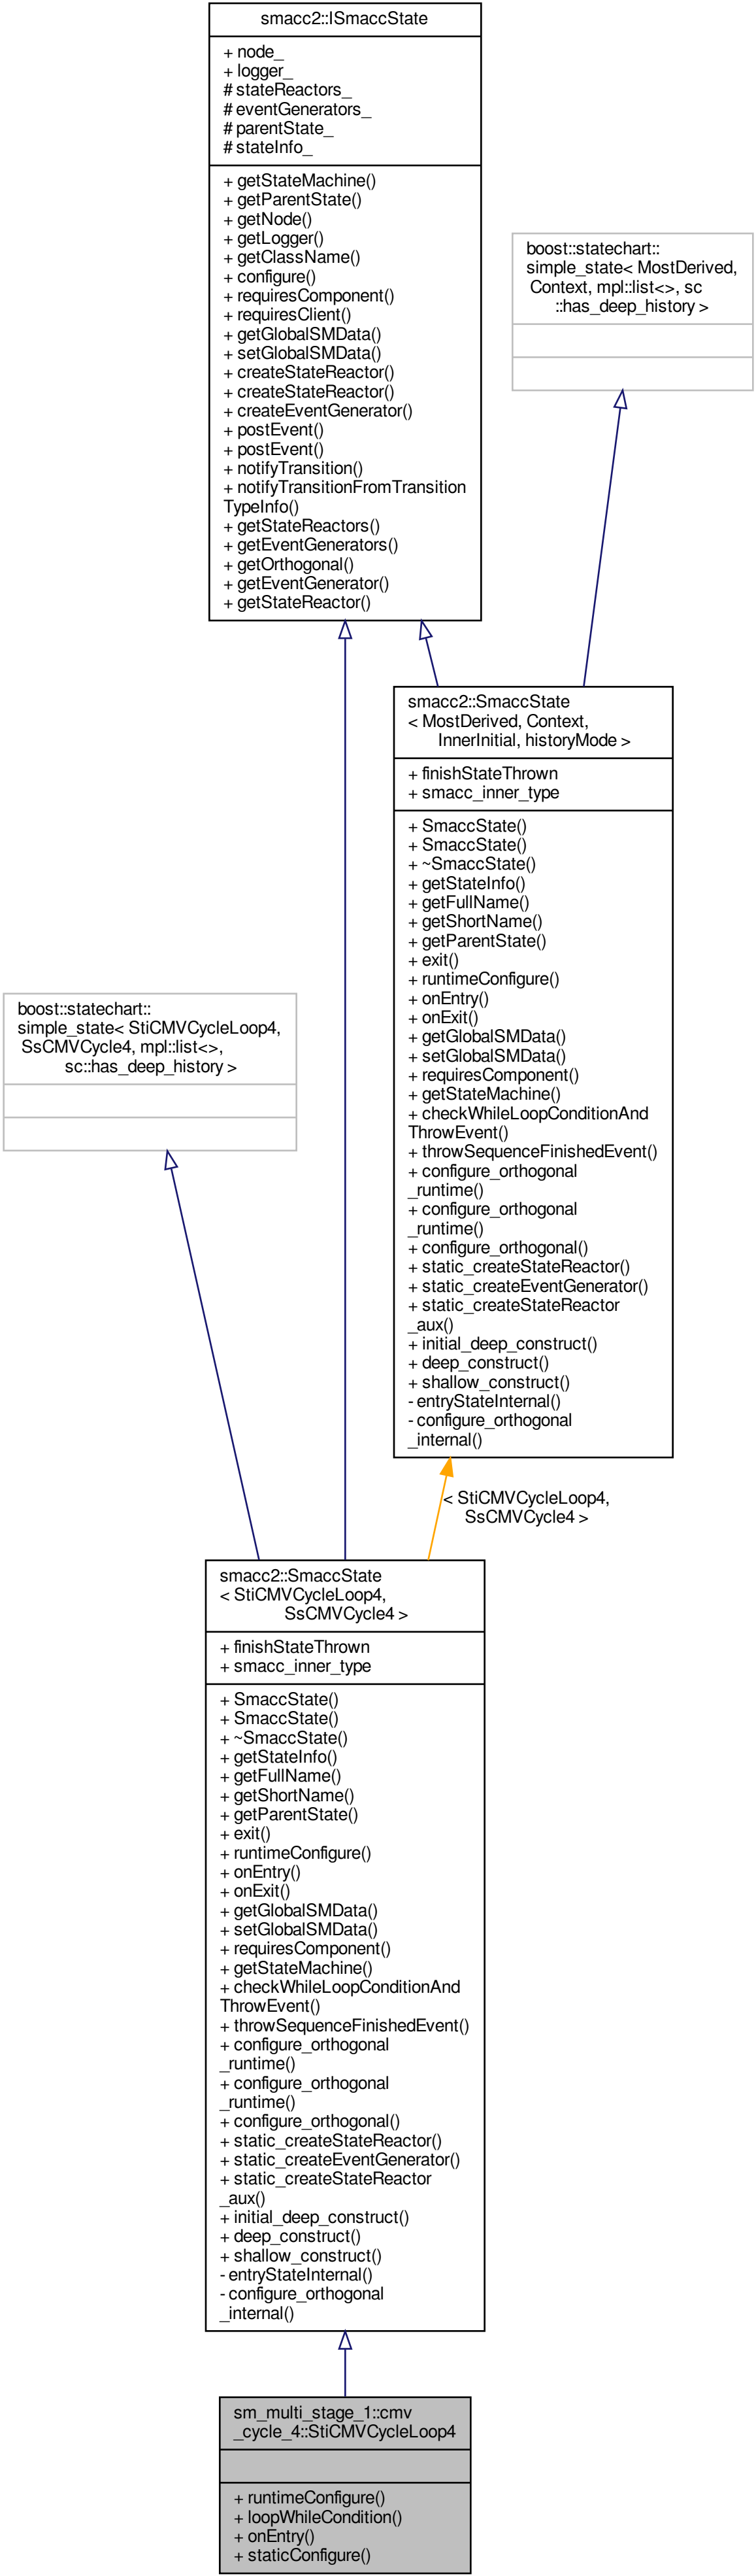 smacc2::ISmaccState
+ node_
+ logger_
# stateReactors_
# eventGenerators_
# parentState_
# stateInfo_
+ getStateMachine()
+ getParentState()
+ getNode()
+ getLogger()
+ getClassName()
+ configure()
+ requiresComponent()
+ requiresClient()
+ getGlobalSMData()
+ setGlobalSMData()
+ createStateReactor()
+ createStateReactor()
+ createEventGenerator()
+ postEvent()
+ postEvent()
+ notifyTransition()
+ notifyTransitionFromTransition
TypeInfo()
+ getStateReactors()
+ getEventGenerators()
+ getOrthogonal()
+ getEventGenerator()
+ getStateReactor()
boost::statechart::
simple_state< MostDerived,
Context, mpl::list<>, sc
::has_deep_history >
smacc2::SmaccState
< MostDerived, Context,
InnerInitial, historyMode >
+ finishStateThrown
+ smacc_inner_type
+ SmaccState()
+ SmaccState()
+ ~SmaccState()
+ getStateInfo()
+ getFullName()
+ getShortName()
+ getParentState()
+ exit()
+ runtimeConfigure()
+ onEntry()
+ onExit()
+ getGlobalSMData()
+ setGlobalSMData()
+ requiresComponent()
+ getStateMachine()
+ checkWhileLoopConditionAnd
ThrowEvent()
+ throwSequenceFinishedEvent()
+ configure_orthogonal
_runtime()
+ configure_orthogonal
_runtime()
+ configure_orthogonal()
+ static_createStateReactor()
+ static_createEventGenerator()
+ static_createStateReactor
_aux()
+ initial_deep_construct()
+ deep_construct()
+ shallow_construct()
- entryStateInternal()
- configure_orthogonal
_internal()
boost::statechart::
simple_state< StiCMVCycleLoop4,
SsCMVCycle4, mpl::list<>,
sc::has_deep_history >
< StiCMVCycleLoop4,
SsCMVCycle4 >
smacc2::SmaccState
< StiCMVCycleLoop4,
SsCMVCycle4 >
+ finishStateThrown
+ smacc_inner_type
+ SmaccState()
+ SmaccState()
+ ~SmaccState()
+ getStateInfo()
+ getFullName()
+ getShortName()
+ getParentState()
+ exit()
+ runtimeConfigure()
+ onEntry()
+ onExit()
+ getGlobalSMData()
+ setGlobalSMData()
+ requiresComponent()
+ getStateMachine()
+ checkWhileLoopConditionAnd
ThrowEvent()
+ throwSequenceFinishedEvent()
+ configure_orthogonal
_runtime()
+ configure_orthogonal
_runtime()
+ configure_orthogonal()
+ static_createStateReactor()
+ static_createEventGenerator()
+ static_createStateReactor
_aux()
+ initial_deep_construct()
+ deep_construct()
+ shallow_construct()
- entryStateInternal()
- configure_orthogonal
_internal()
sm_multi_stage_1::cmv
_cycle_4::StiCMVCycleLoop4
+ runtimeConfigure()
+ loopWhileCondition()
+ onEntry()
+ staticConfigure()